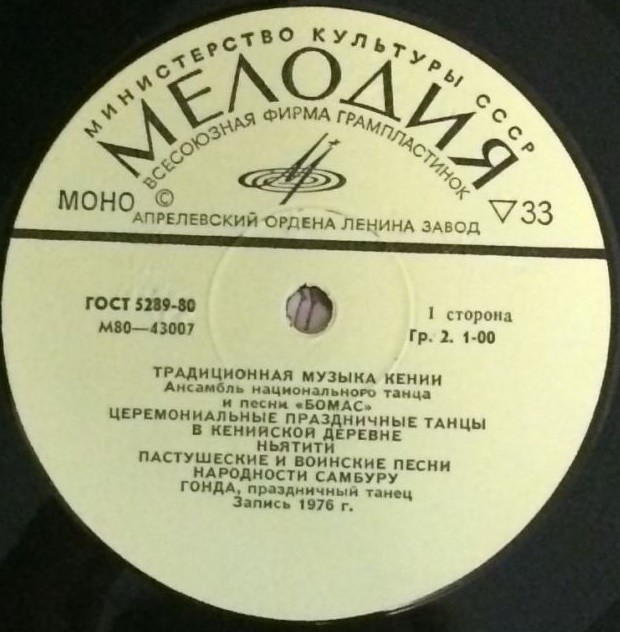 МИНИСТЕРСТВО КУЛЬТУРЫ СССР
МЕЛОДИЯ
ВСЕСОЮЗНАЯ ФИРМА ГРАМПЛАСТИНОК
МОНО ©
▽33
АПРЕЛЕВСКИЙ ОРДЕНА ЛЕНИНА ЗАВОД
ГОСТ 5289-80
М80—43007
I сторона
Гр. 2. 1-00
ТРАДИЦИОННАЯ МУЗЫКА КЕНИИ
Ансамбль национального танца
и песни «БОМАС»
ЦЕРЕМОНИАЛЬНЫЕ ПРАЗДНИЧНЫЕ ТАНЦЫ
В КЕНИЙСКОЙ ДЕРЕВНЕ
НЬЯТИТИ
ПАСТУШЕСКИЕ И ВОИНСКИЕ ПЕСНИ
НАРОДНОСТИ САМБУРУ
ГОНДА, праздничный танец
Запись 1976 г.